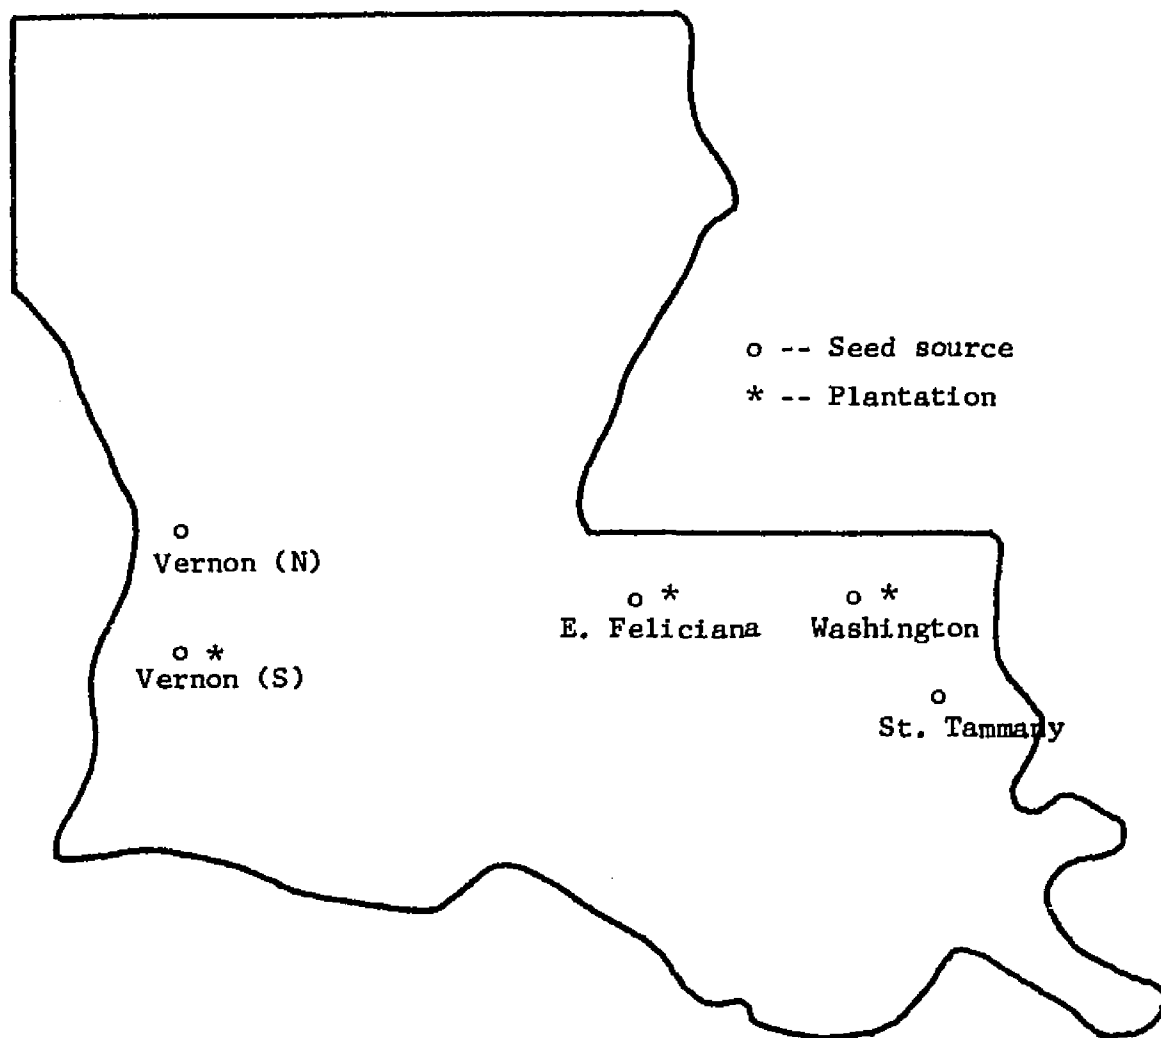 o -- Seed source
* -- Plantation
o
Vernon (N)
o *
E. Feliciana
o *
Washington
o *
Vernon (S)
o
St. Tammany